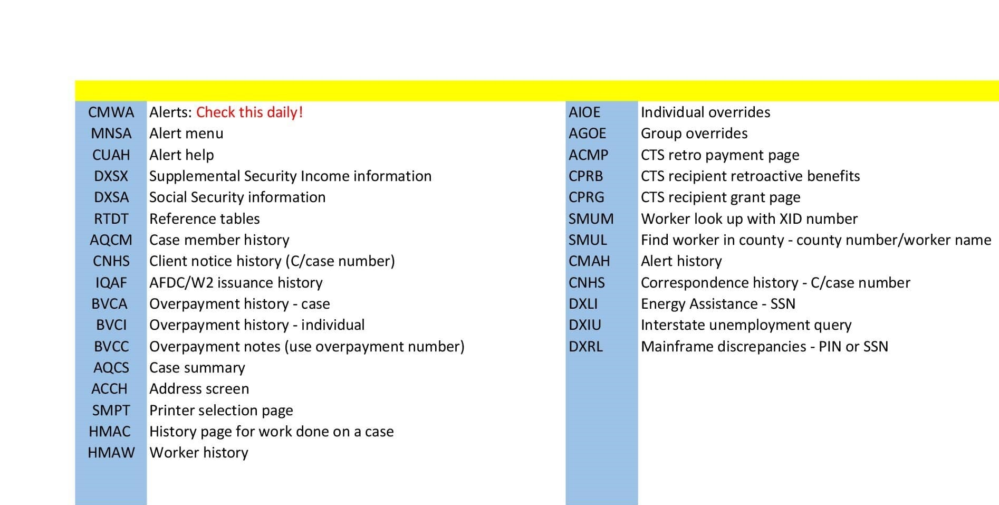 CMWA Alerts: Check this daily!
MNSA Alert menu
CUAH Alert help
DXSX Supplemental Security Income information
DXSA Social Security information
RTDT Reference tables
AQCM Case member history
CNHS Client notice history (C/case number)
IQAF AFDC/W2 issuance history
BVCA Overpayment history - case
BVCI Overpayment history - individual
BVCC Overpayment notes (use overpayment number)
AQCS Case summary
ACCH Address screen
SMPT Printer selection page
HMAC History page for work done on a case
HMAW Worker history
AIOE Individual overrides
AGOE Group overrides
ACMP CTS retro payment page
CPRB CTS recipient retroactive benefits
CPRG CTS recipient grant page
SMUM Worker look up with XID number
SMUL Find worker in county - county number/worker name
CMAH Alert history
CNHS Correspondence history - C/case number
DXLI Energy Assistance - SSN
DXIU Interstate unemployment query
DXRL Mainframe discrepancies - PIN or SSN